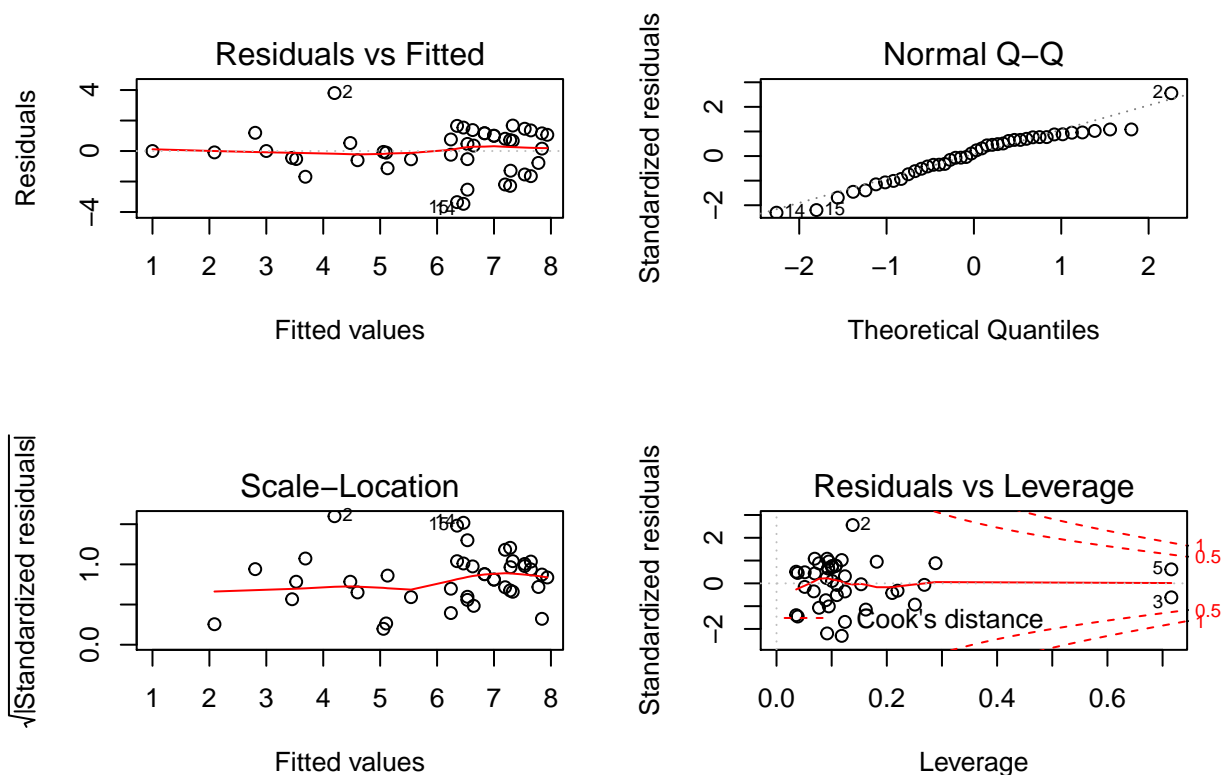 Residuals vs Fitted
Residuals
4
0
−4
2
15
14
1 2 3 4 5 6 7 8
Fitted values
Normal Q−Q
Standardized residuals
2
0
−2
2
14
15
−2 −1 0 1 2
Theoretical Quantiles
Scale−Location
√|Standardized residuals|
1.0
0.0
2
14
15
1 2 3 4 5 6 7 8
Fitted values
Residuals vs Leverage
Standardized residuals
2
0
−2
2
5
3
1
0.5
0.5
1
Cook's distance
0.0 0.2 0.4 0.6
Leverage